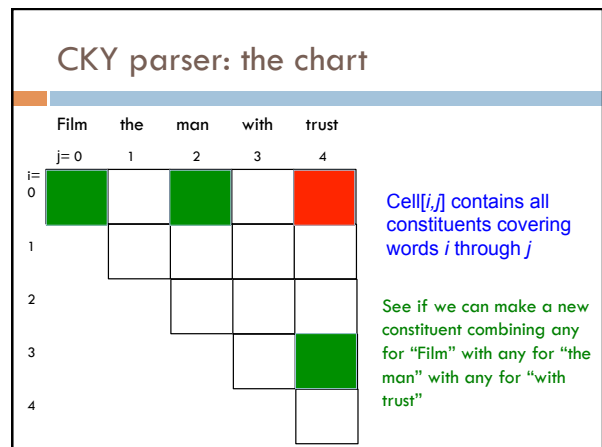 CKY parser: the chart
Film the man with trust
j= 0 1 2 3 4
i=
0
1
2
3
4
Cell[i,j] contains all
constituents covering
words i through j
See if we can make a new
constituent combining any
for “Film” with any for “the
man” with any for “with
trust”